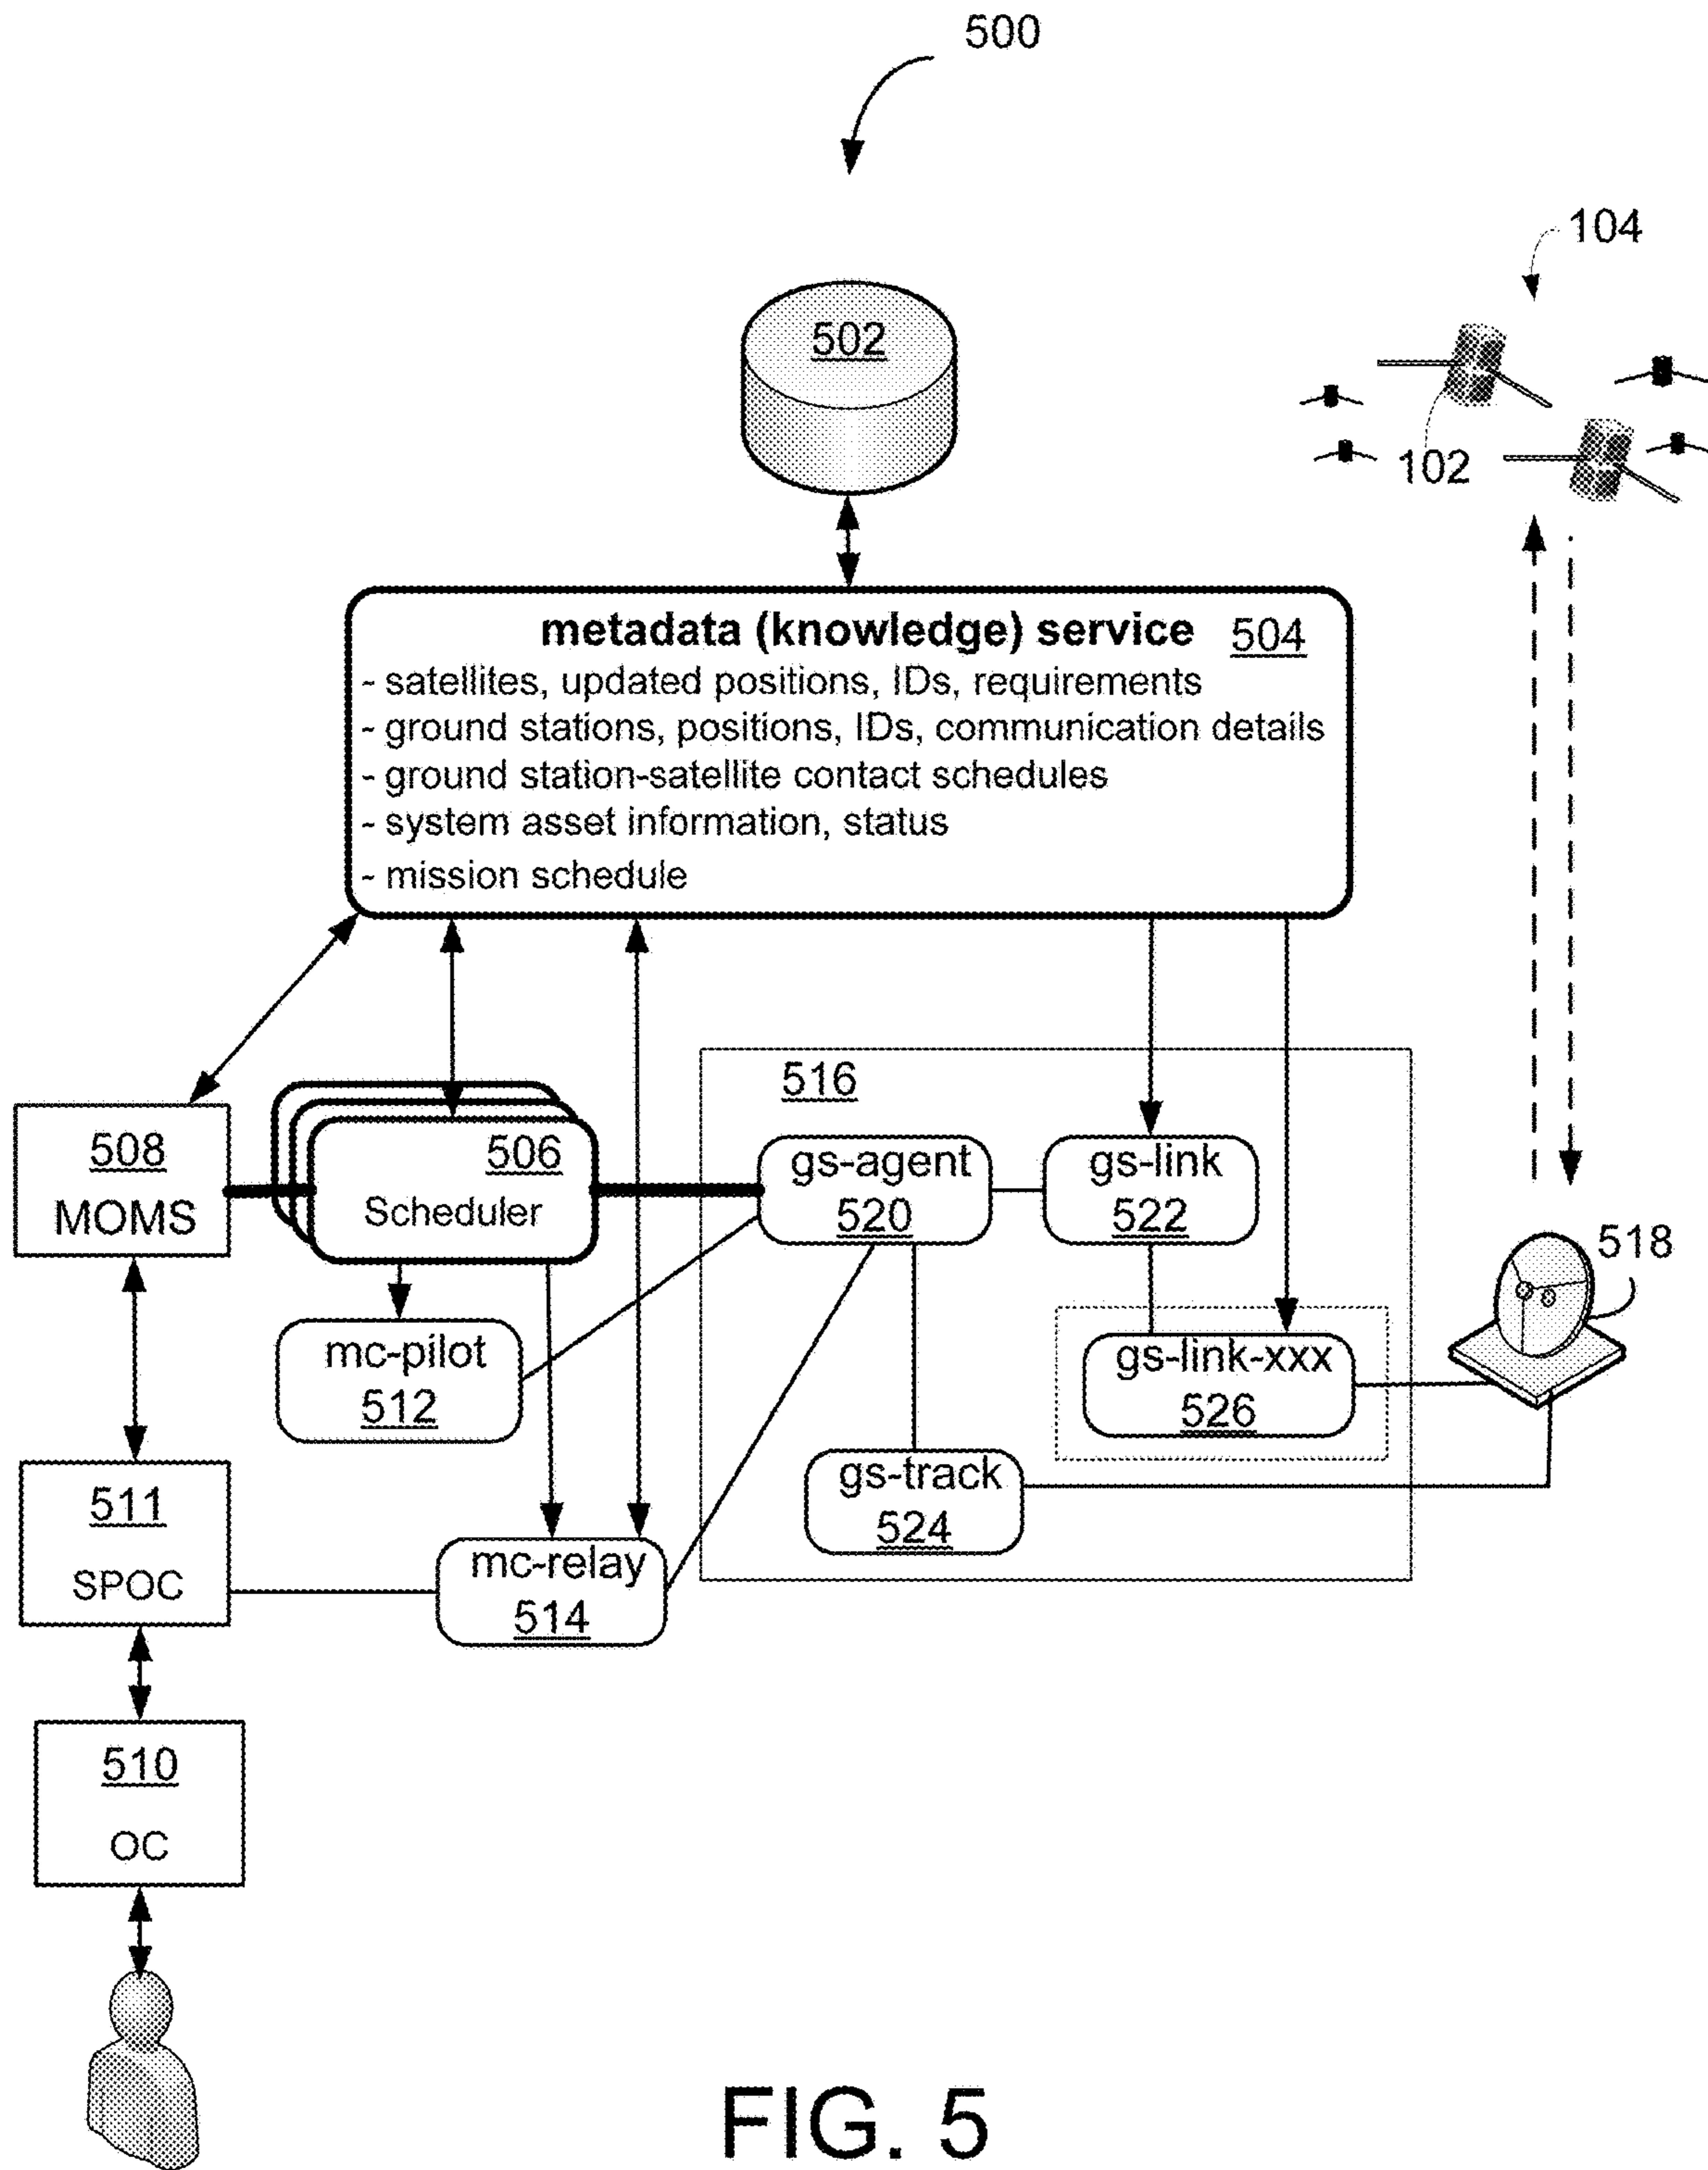 500
104
502
102
metadata (knowledge) service 504
- satellites, updated positions, IDs, requirements
- ground stations, positions, IDs, communication details
- ground station-satellite contact schedules
- system asset information, status
- mission schedule
516
508
MOMS
506
Scheduler
gs-agent
520
gs-link
522
518
mc-pilot
512
gs-link-xxx
526
gs-track
524
511
SPOC
mc-relay
514
510
OC
FIG. 5